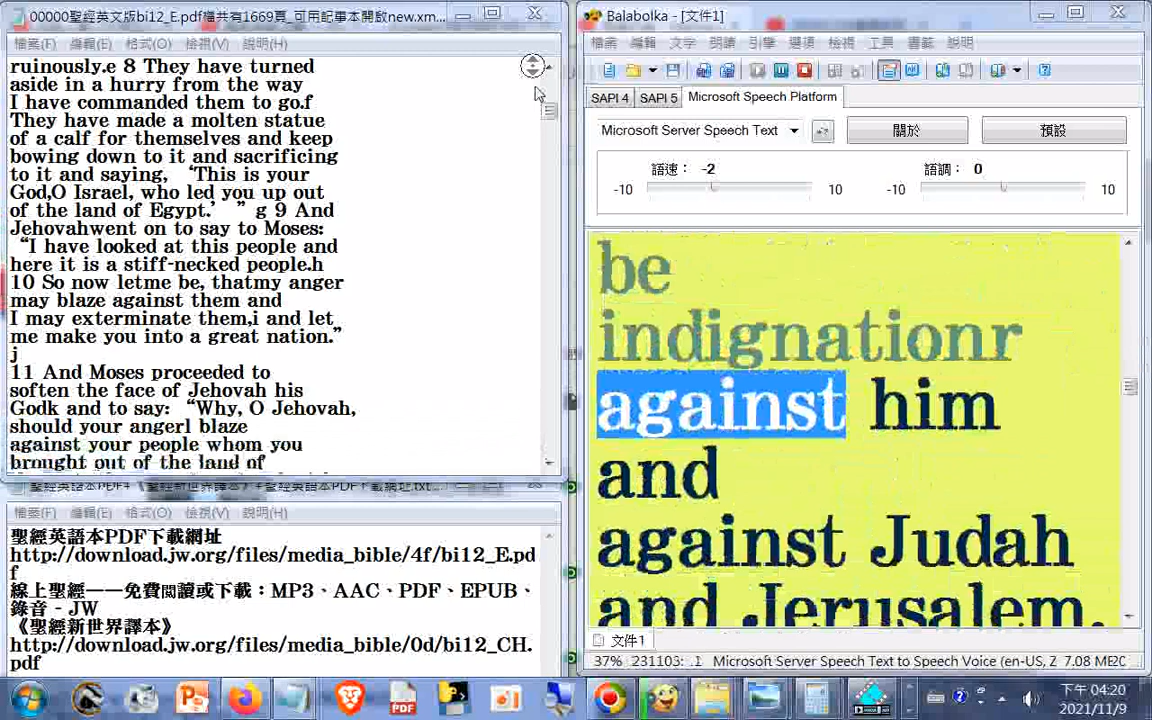 00000聖經英文版bi12_E.pdf檔共有1669頁_可用記事本開啟new.xm...
檔案(F) 編輯(E) 格式(O) 檢視(V) 說明(H)
ruinously.e 8 They have turned
aside in a hurry from the way
I have commanded them to go.f
They have made a molten statue
of a calf for themselves and keep
bowing down to it and sacrificing
to it and saying, ‘This is your
God,O Israel, who led you up out
of the land of Egypt.’ ” g 9 And
Jehovahwent on to say to Moses:
“I have looked at this people and
here it is a stiff-necked people.h
10 So now letme be, thatmy anger
may blaze against them and
I may exterminate them,i and let
me make you into a great nation.”
j
11 And Moses proceeded to
soften the face of Jehovah his
Godk and to say: “Why, O Jehovah,
should your angerl blaze
against your people whom you
brought out of the land of
檔案(F) 編輯(E) 格式(O) 檢視(V) 說明(H)
聖經英語本PDF下載網址
http://download.jw.org/files/media_bible/4f/bi12_E.pd
f
線上聖經——免費閱讀或下載：MP3、AAC、PDF、EPUB、
錄音 - JW
《聖經新世界譯本》
http://download.jw.org/files/media_bible/0d/bi12_CH.
pdf
Balabolka - [文件1]
檔案 編輯 文字 朗讀 引擎 選項 檢視 工具 書籤 說明
SAPI 4 SAPI 5 Microsoft Speech Platform
Microsoft Server Speech Text 關於 預設
語速： -2 語調： 0
-10 10 -10 10
be
indignationr
against him
and
against Judah
and Jerusalem.
文件1
37% 231103: .1 Microsoft Server Speech Text to Speech Voice (en-US, Z 7.08 ME
下午 04:20
2021/11/9